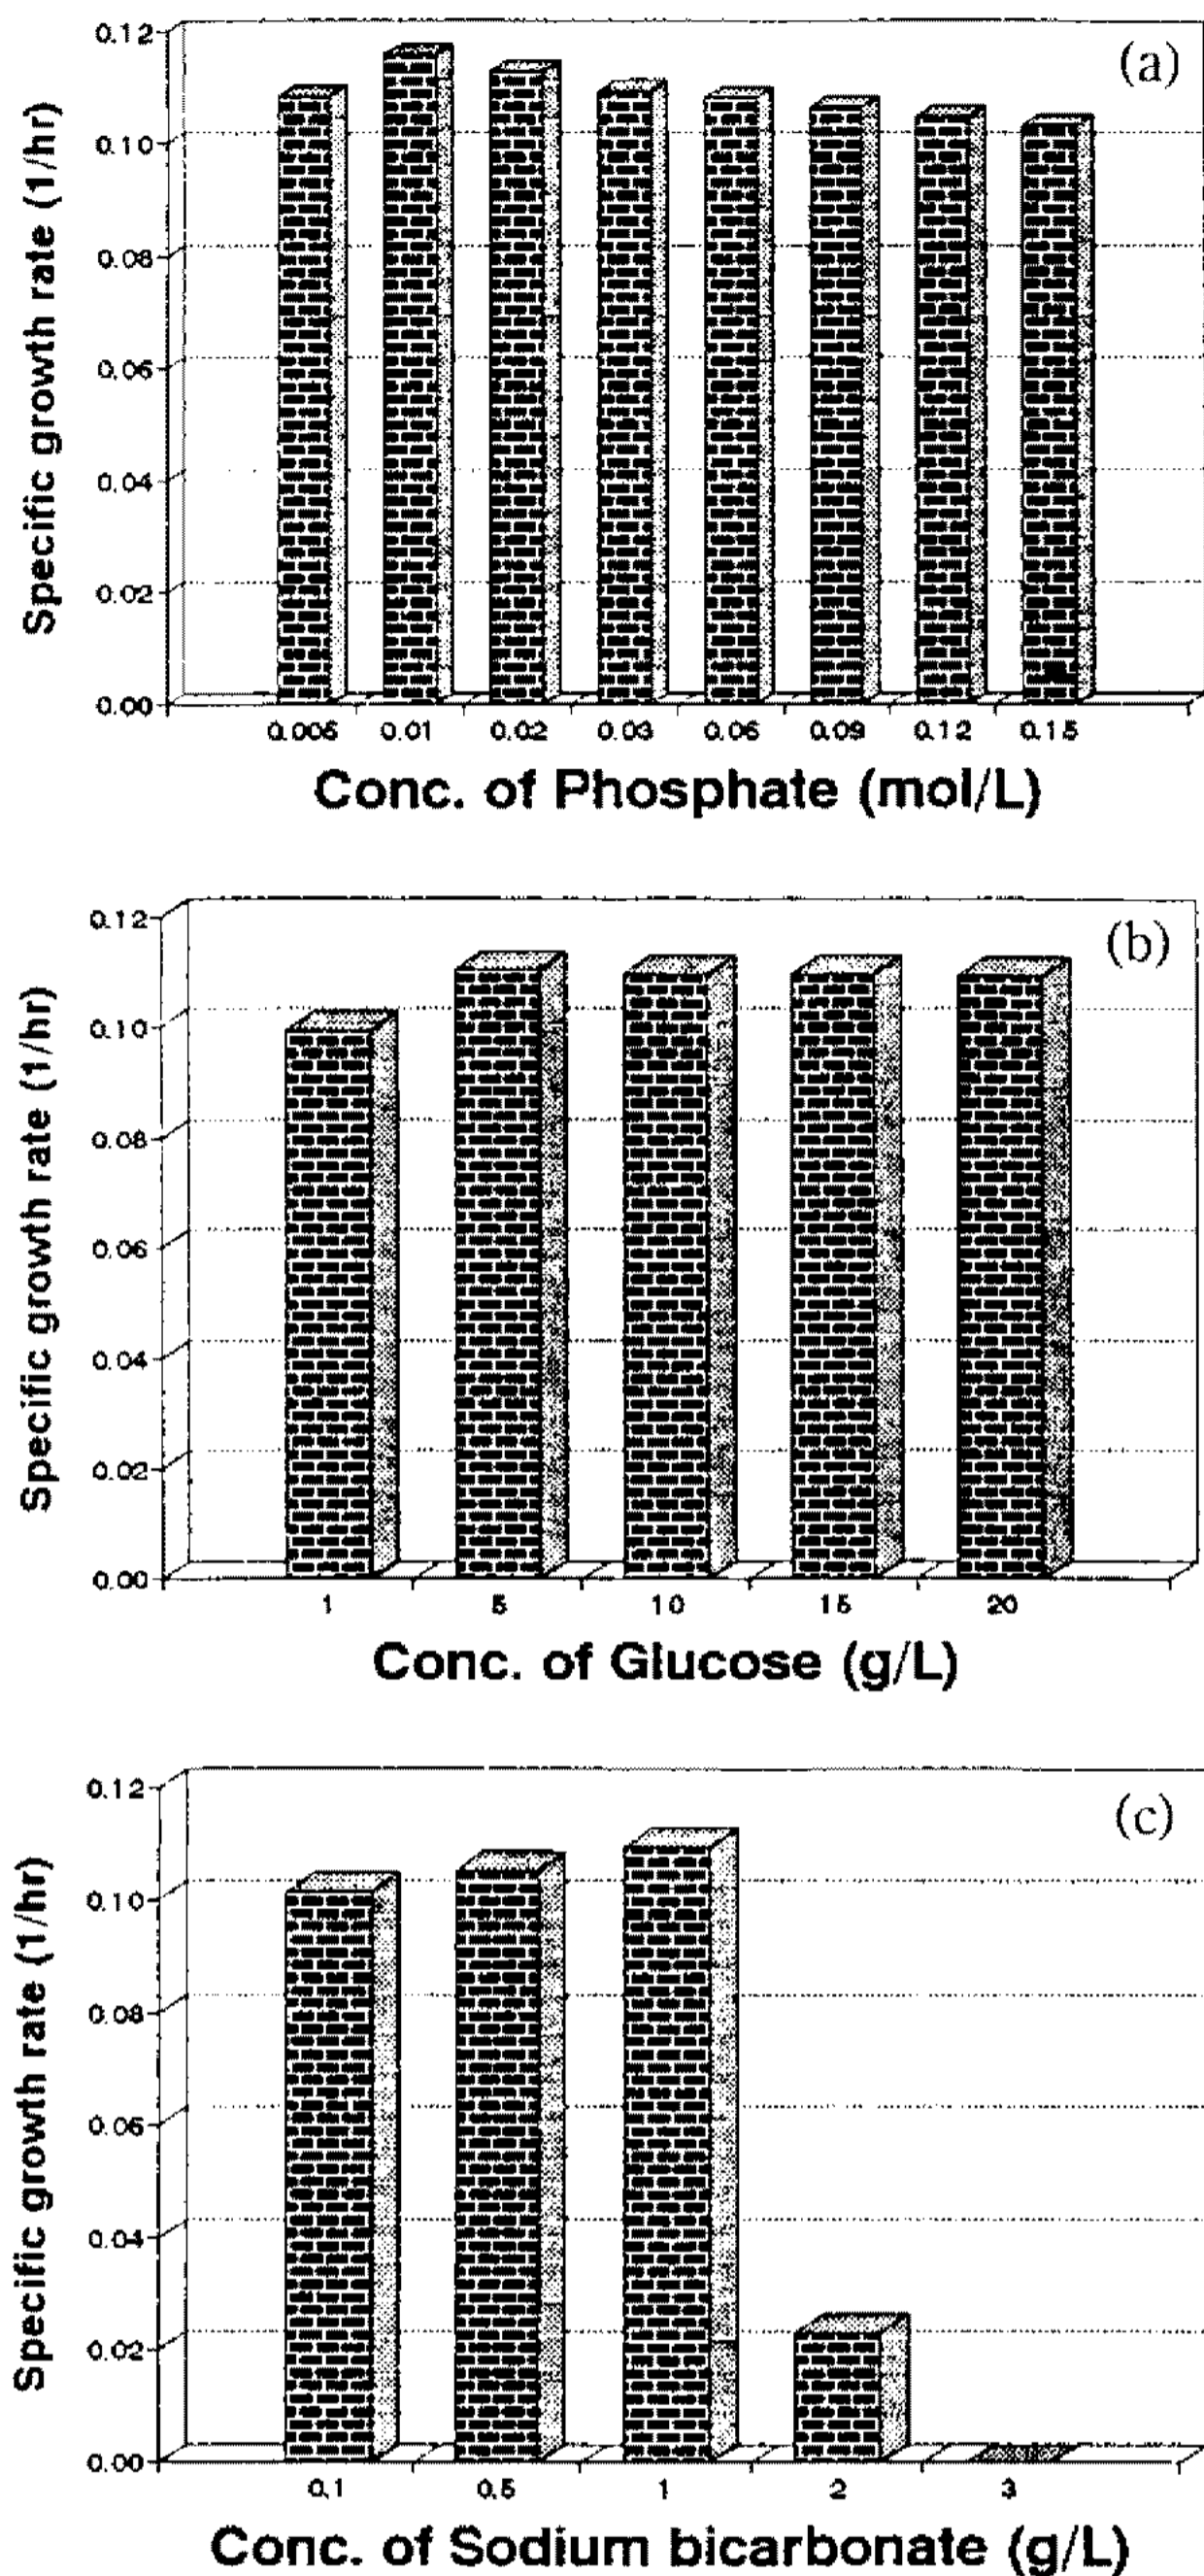 (a)
Specific growth rate (1/hr)
0.12
0.10
0.08
0.06
0.04
0.02
0.00
0.005 0.01 0.02 0.03 0.06 0.09 0.12 0.15
Conc. of Phosphate (mol/L)
(b)
Specific growth rate (1/hr)
0.12
0.10
0.08
0.06
0.04
0.02
0.00
1 5 10 15 20
Conc. of Glucose (g/L)
(c)
Specific growth rate (1/hr)
0.12
0.10
0.08
0.06
0.04
0.02
0.00
0.1 0.5 1 2 3
Conc. of Sodium bicarbonate (g/L)